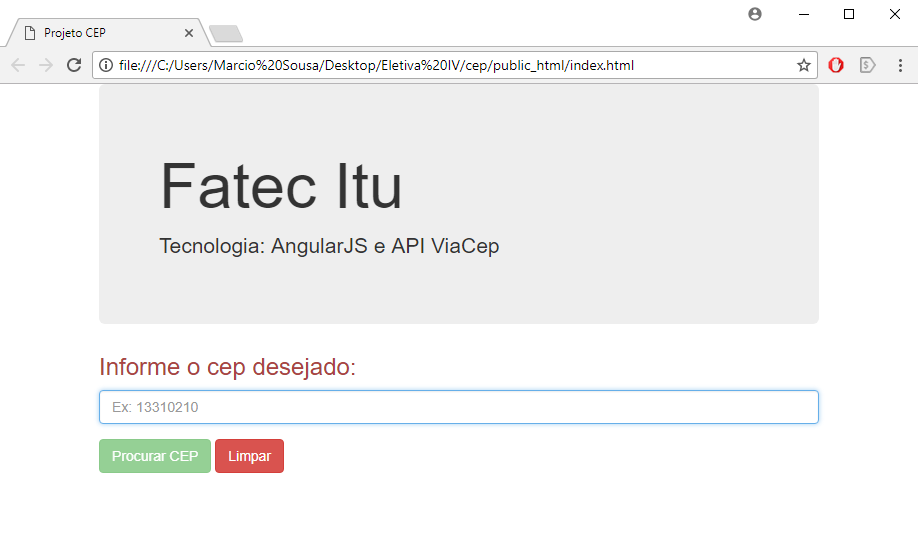 Projeto CEP
file:///C:/Users/Marcio%20Sousa/Desktop/Eletiva%20IV/cep/public_html/index.html
Fatec Itu
Tecnologia: AngularJS e API ViaCep
Informe o cep desejado:
Ex: 13310210
Procurar CEP Limpar